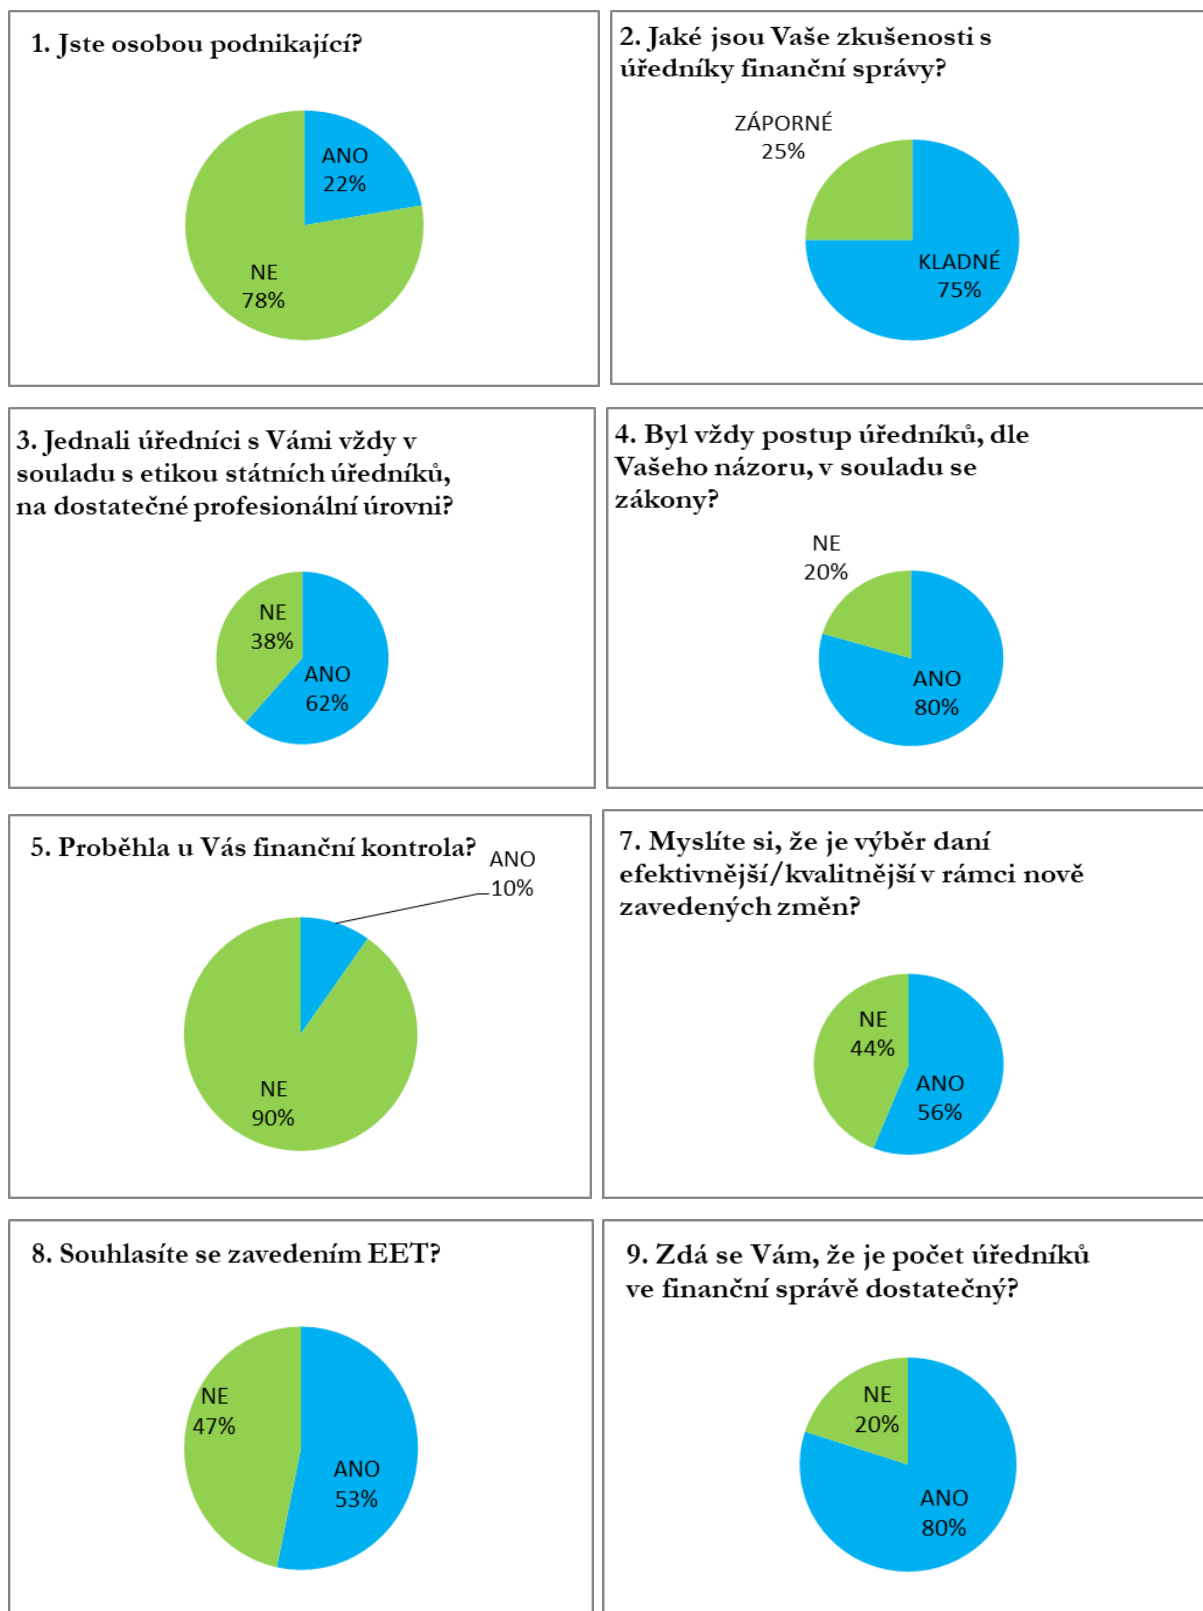 1. Jste osobou podnikající?
ANO
22%
NE
78%
2. Jaké jsou Vaše zkušenosti s
úředníky finanční správy?
ZÁPORNÉ
25%
KLADNÉ
75%
3. Jednali úředníci s Vámi vždy v
souladu s etikou státních úředníků,
na dostatečné profesionální úrovni?
NE
38%
ANO
62%
4. Byl vždy postup úředníků, dle
Vašeho názoru, v souladu se
zákony?
NE
20%
ANO
80%
5. Proběhla u Vás finanční kontrola?
ANO
10%
NE
90%
7. Myslíte si, že je výběr daní
efektivnější/kvalitnější v rámci nově
zavedených změn?
NE
44%
ANO
56%
8. Souhlasíte se zavedením EET?
NE
47%
ANO
53%
9. Zdá se Vám, že je počet úředníků
ve finanční správě dostatečný?
NE
20%
ANO
80%